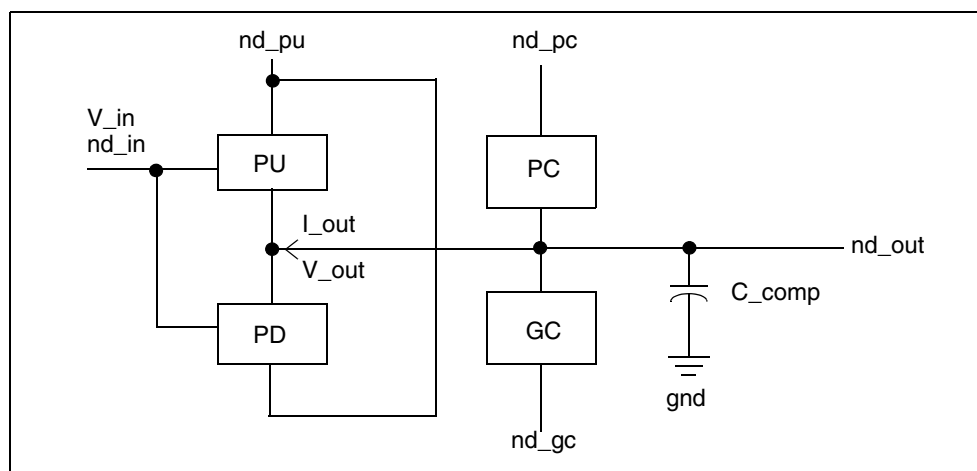 nd_pu
nd_pc
V_in
nd_in
PU
PC
I_out
V_out
nd_out
PD
GC
C_comp
gnd
nd_gc